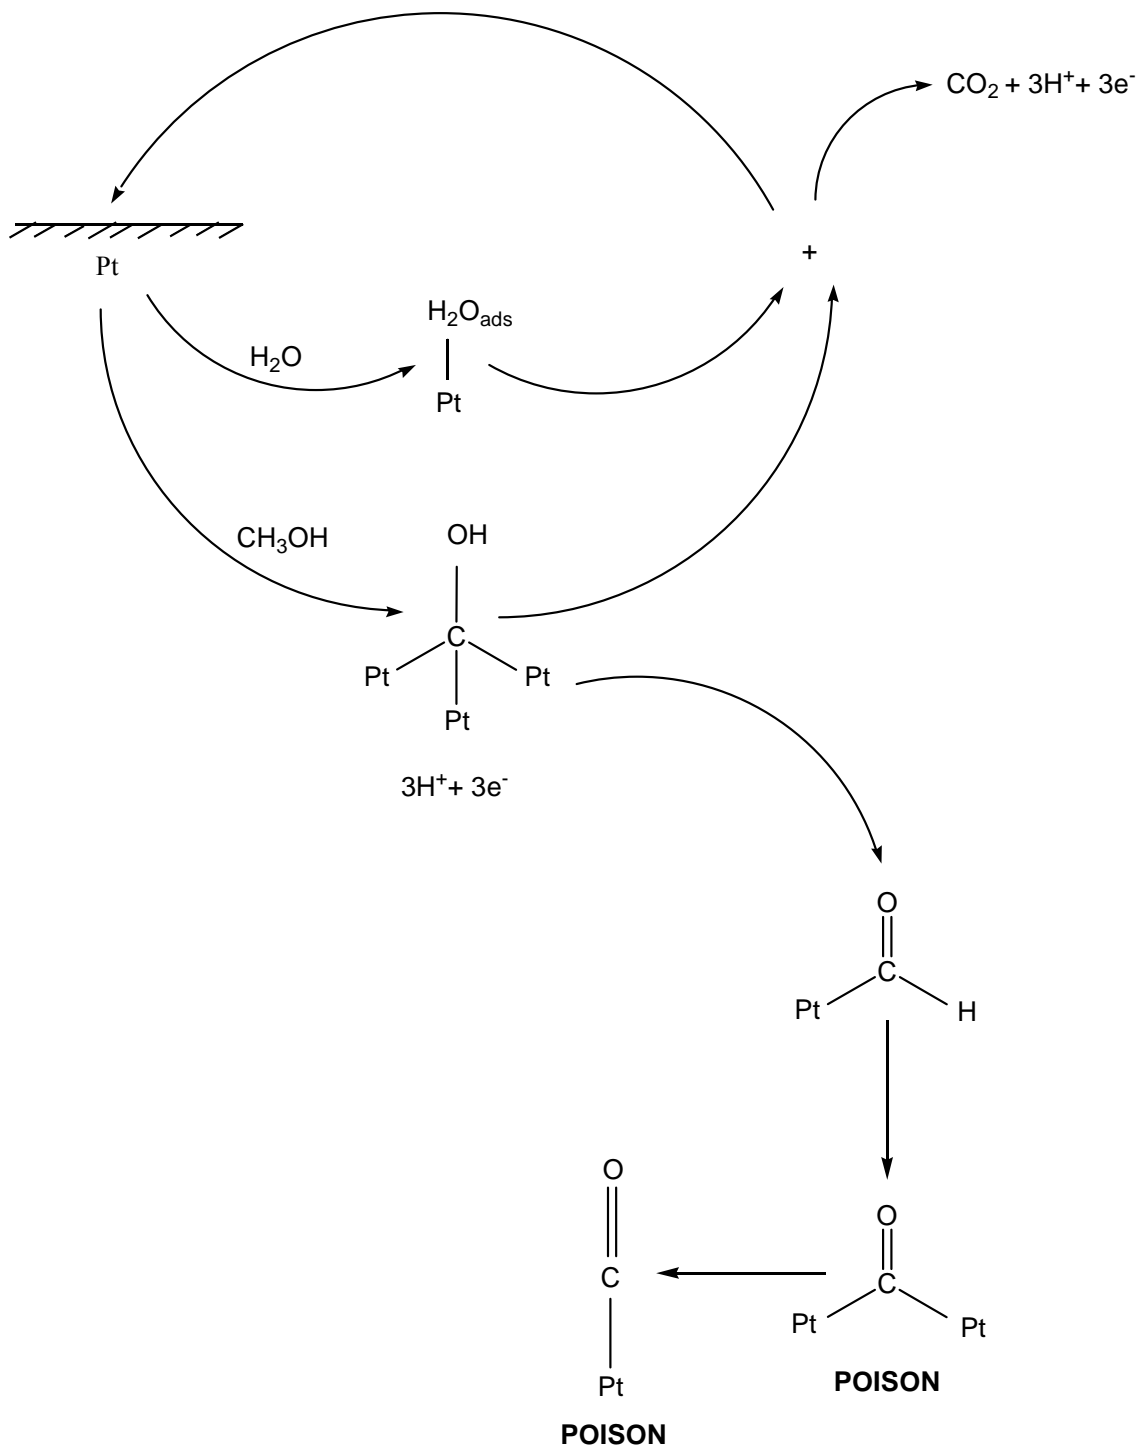 CO₂ + 3H⁺ + 3e⁻
+
Pt
H₂Oads
H₂O
Pt
OH
CH₃OH
C
Pt Pt
Pt
3H⁺ + 3e⁻
O
C
Pt H
O
O
C C
Pt Pt
POISON
Pt
POISON